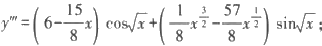 y''' = ( 6 − 15/8 x ) cos√x + ( 1/8 x^{3/2} − 57/8 x^{1/2} ) sin√x ;